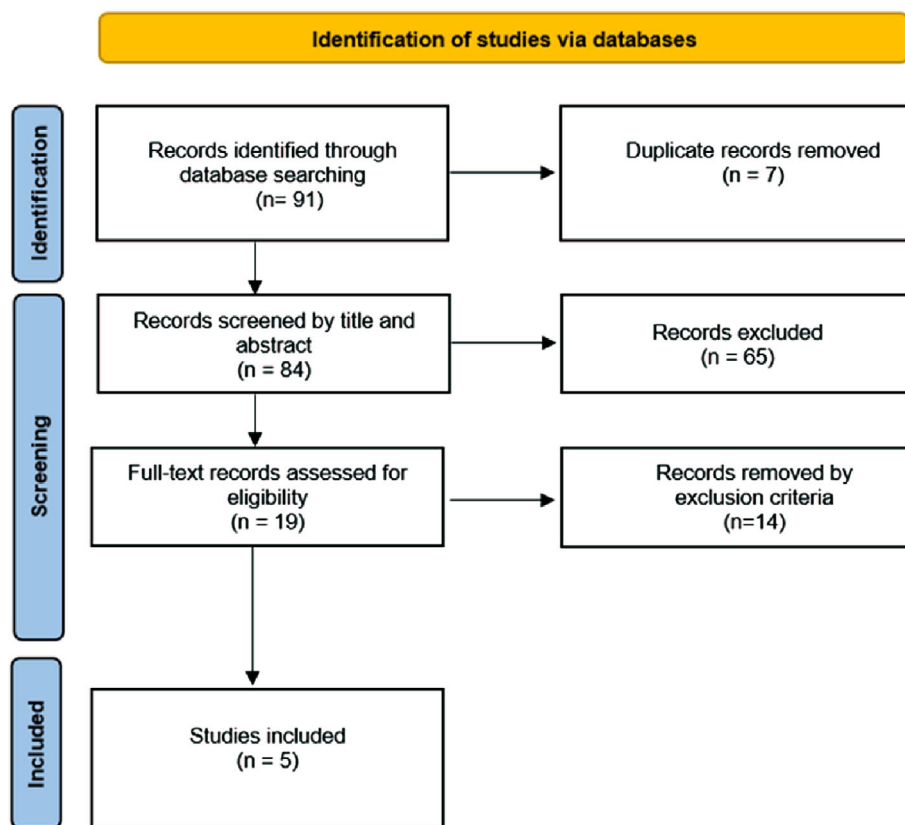 Identification of studies via databases
Identification
Records identified through
database searching
(n= 91)
Duplicate records removed
(n = 7)
Screening
Records screened by title and
abstract
(n = 84)
Records excluded
(n = 65)
Full-text records assessed for
eligibility
(n = 19)
Records removed by
exclusion criteria
(n=14)
Included
Studies included
(n = 5)